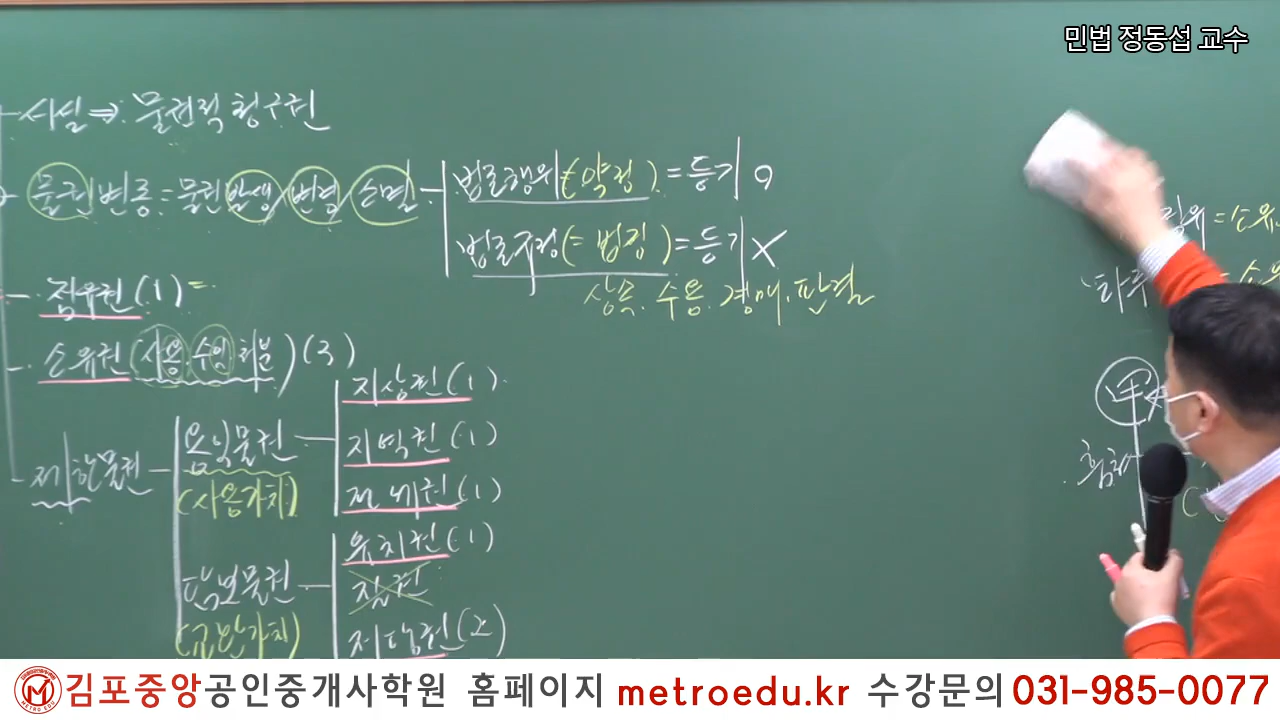 민법 정동섭 교수
사실 ⇒ 물권적 청구권
물권변동 = 물권 발생/변경/소멸
법률행위(= 약정) = 등기 O
법률규정(= 법정) = 등기 X
상속. 수용. 경매. 판결
점유권(1) =
소유권(사용.수익.처분)(3)
제한물권
용익물권
(사용가치)
지상권(1)
지역권(1)
전세권(1)
담보물권
(교환가치)
유치권(1)
질권
저당권(2)
김포중앙공인중개사학원 홈페이지 metroedu.kr 수강문의 031-985-0077